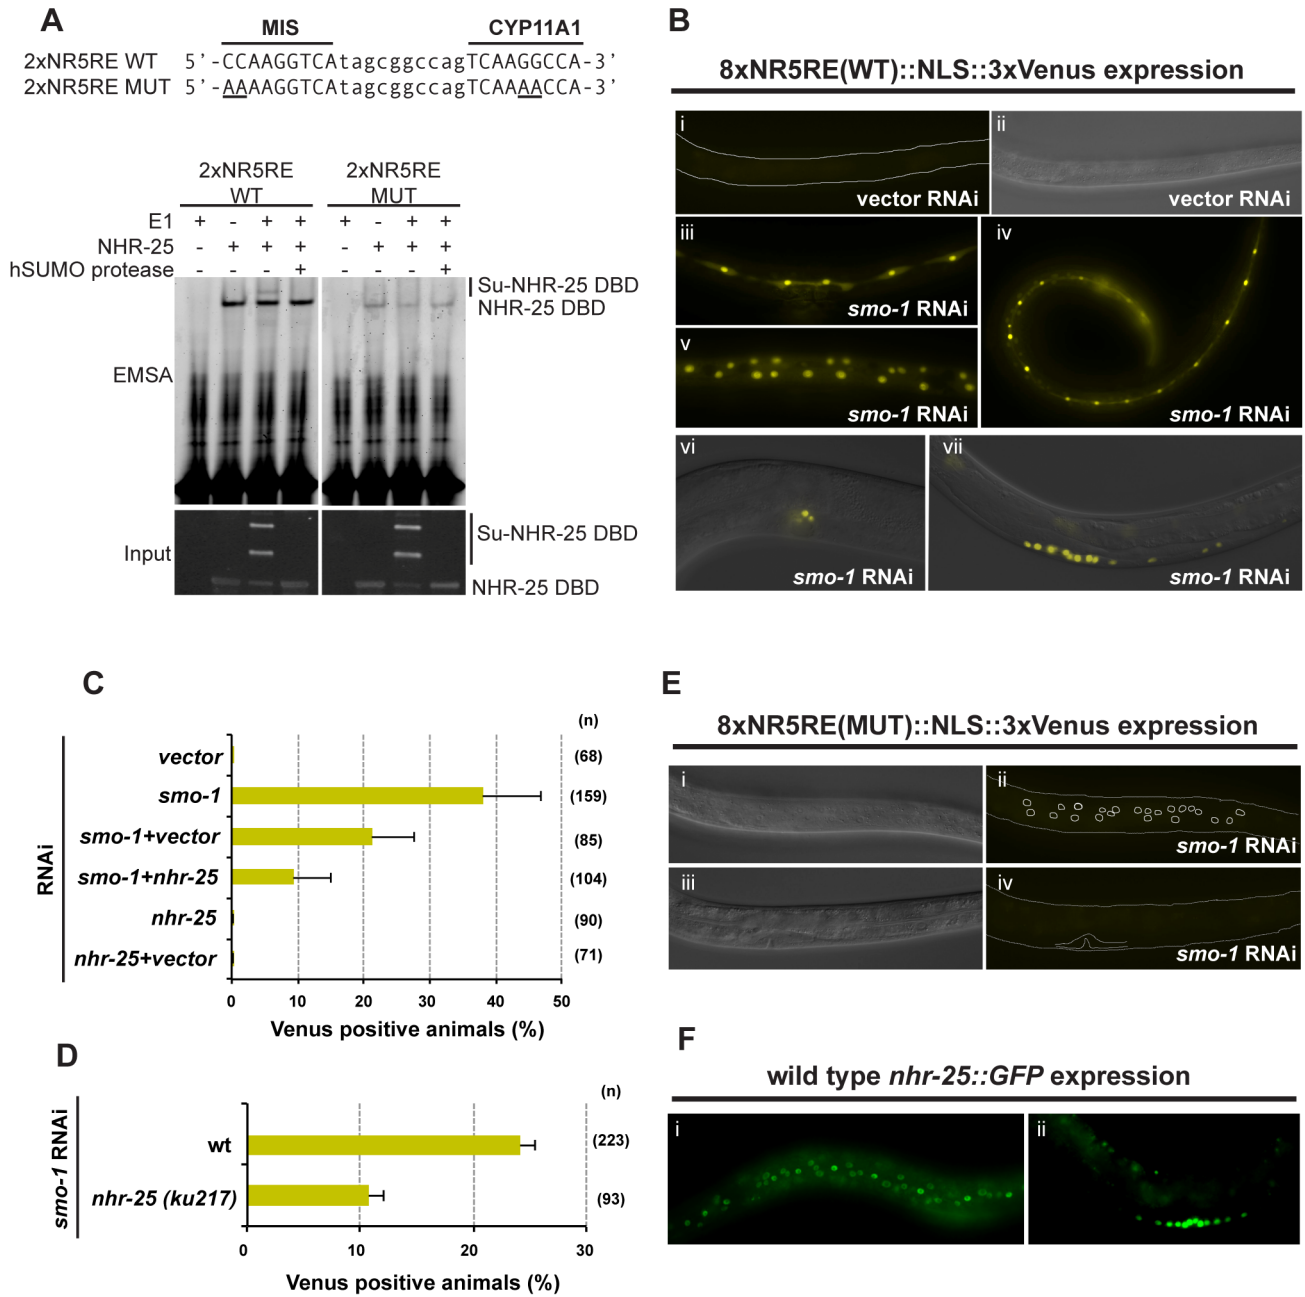 A
MIS CYP11A1
2xNR5RE WT 5’-CCAAGGTCAtagcggccagTCAAGGCCA-3’
2xNR5RE MUT 5’-AAAAGGTCAtagcggccagTCAAAACCA-3’
2xNR5RE WT 2xNR5RE MUT
E1 + - + + + - + +
NHR-25 - + + + - + + +
hSUMO protease - - - + - - - +
Su-NHR-25 DBD
NHR-25 DBD
EMSA
Input
Su-NHR-25 DBD
NHR-25 DBD
B
8xNR5RE(WT)::NLS::3xVenus expression
i vector RNAi
ii vector RNAi
iii smo-1 RNAi
iv smo-1 RNAi
v smo-1 RNAi
vi smo-1 RNAi
vii smo-1 RNAi
C
(n)
RNAi
vector (68)
smo-1 (159)
smo-1+vector (85)
smo-1+nhr-25 (104)
nhr-25 (90)
nhr-25+vector (71)
0 10 20 30 40 50
Venus positive animals (%)
D
(n)
smo-1 RNAi
wt (223)
nhr-25 (ku217) (93)
0 10 20 30
Venus positive animals (%)
E
8xNR5RE(MUT)::NLS::3xVenus expression
i
ii smo-1 RNAi
iii
iv smo-1 RNAi
F
wild type nhr-25::GFP expression
i
ii